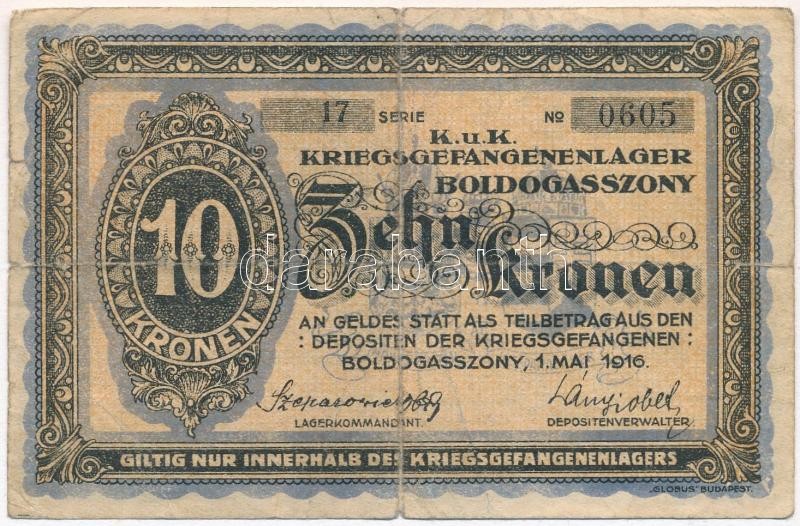 17 SERIE № 0605
K.u.K.
KRIEGSGEFANGENENLAGER
BOLDOGASSZONY
10
KRONEN
Zehn
Kronen
AN GELDES STATT ALS TEILBETRAG AUS DEN
: DEPOSITEN DER KRIEGSGEFANGENEN :
BOLDOGASSZONY, 1. MAI 1916.
LAGERKOMMANDANT.
DEPOSITENVERWALTER
GILTIG NUR INNERHALB DES KRIEGSGEFANGENENLAGERS
„GLOBUS" BUDAPEST.
darabanth